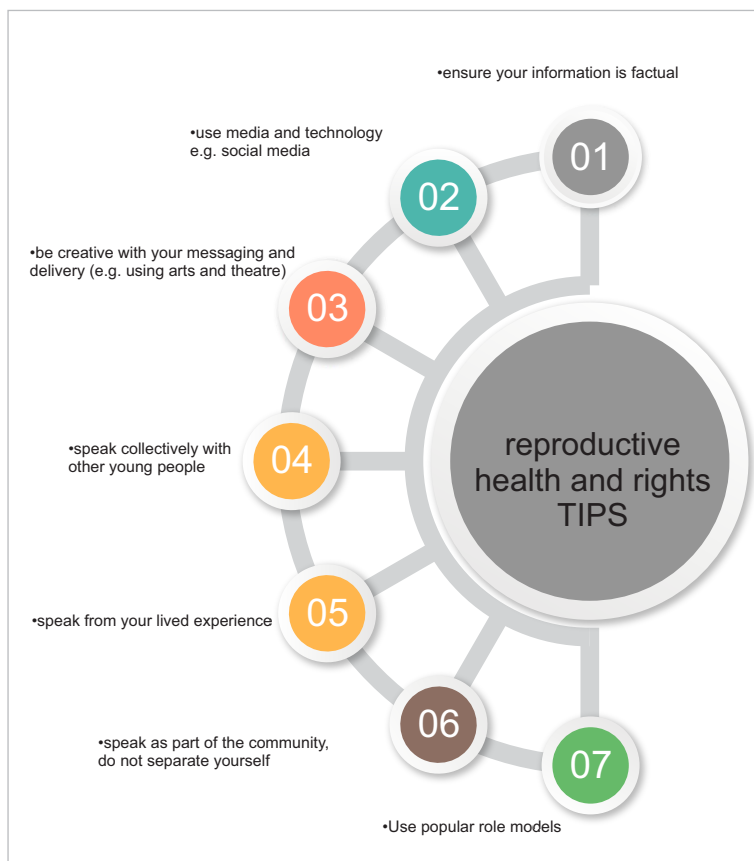 •ensure your information is factual
01
•use media and technology
e.g. social media
02
•be creative with your messaging and
delivery (e.g. using arts and theatre)
03
•speak collectively with
other young people
04
reproductive
health and rights
TIPS
•speak from your lived experience
05
•speak as part of the community,
do not separate yourself
06
•Use popular role models
07